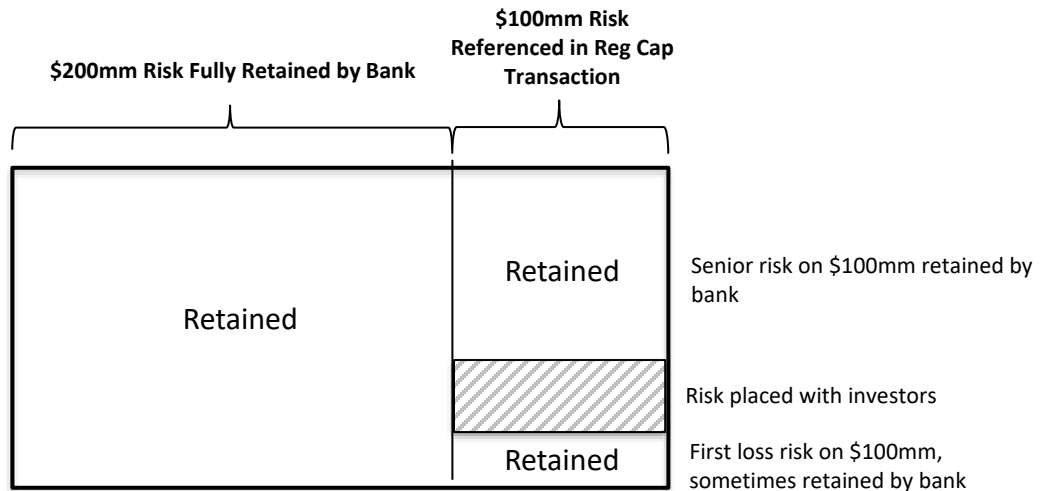 $200mm Risk Fully Retained by Bank
$100mm Risk
Referenced in Reg Cap
Transaction
Retained
Retained
Senior risk on $100mm retained by
bank
Risk placed with investors
Retained
First loss risk on $100mm,
sometimes retained by bank